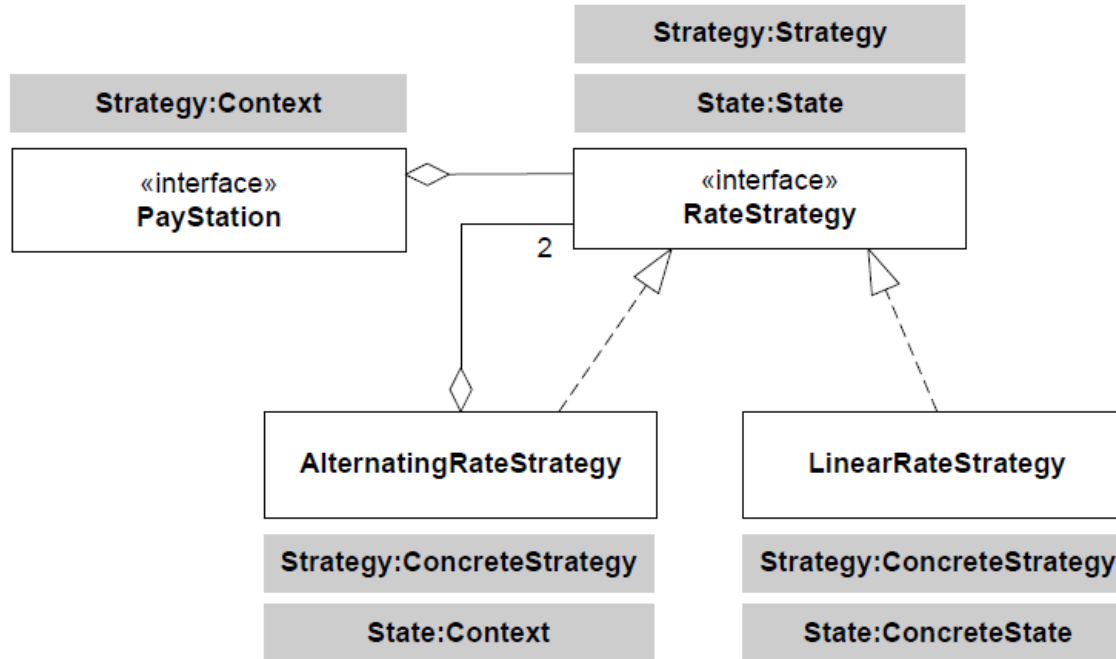 Strategy:Strategy
Strategy:Context
State:State
«interface»
PayStation
«interface»
RateStrategy
2
AlternatingRateStrategy
LinearRateStrategy
Strategy:ConcreteStrategy
Strategy:ConcreteStrategy
State:Context
State:ConcreteState